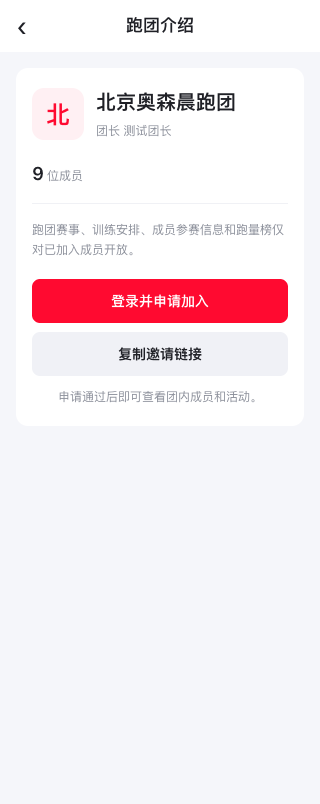 ‹ 跑团介绍
北
北京奥森晨跑团
团长 测试团长
9 位成员
跑团赛事、训练安排、成员参赛信息和跑量榜仅
对已加入成员开放。
登录并申请加入
复制邀请链接
申请通过后即可查看团内成员和活动。